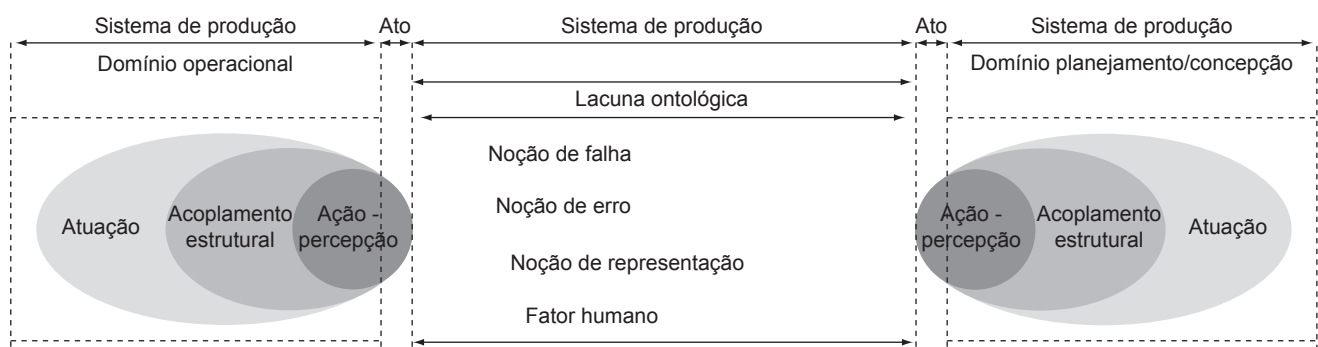 Sistema de produção Ato Sistema de produção Ato Sistema de produção
Domínio operacional Domínio planejamento/concepção
Lacuna ontológica
Noção de falha
Noção de erro
Noção de representação
Fator humano
Atuação
Acoplamento
estrutural
Ação -
percepção
Ação -
percepção
Acoplamento
estrutural
Atuação